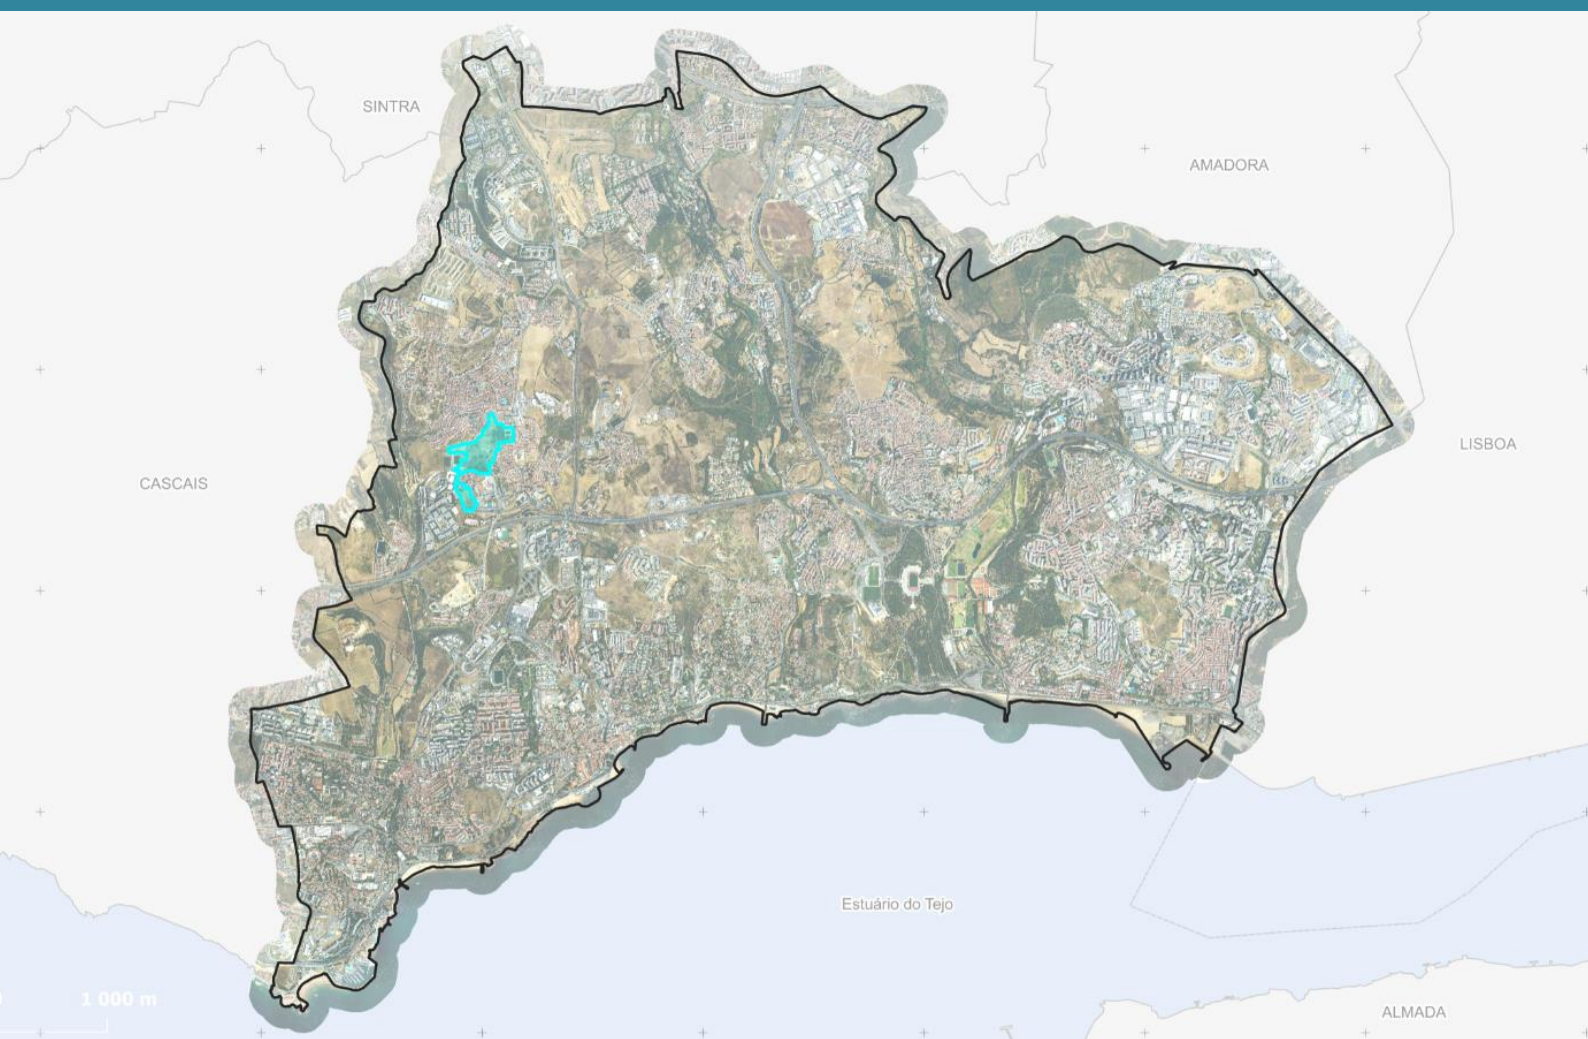 SINTRA
AMADORA
LISBOA
CASCAIS
Estuário do Tejo
1 000 m
ALMADA